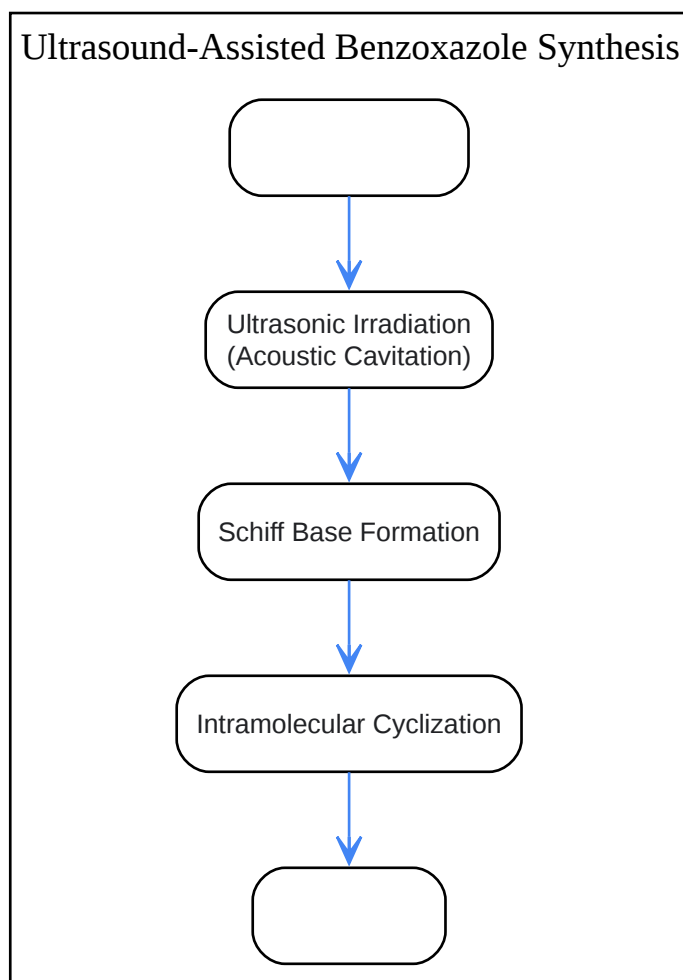 Ultrasound-Assisted Benzoxazole Synthesis
Ultrasonic Irradiation
(Acoustic Cavitation)
Schiff Base Formation
Intramolecular Cyclization